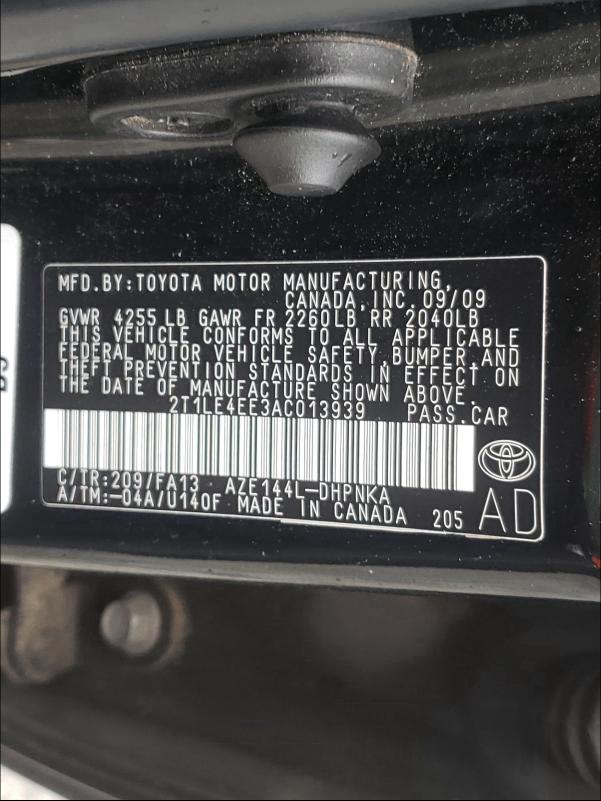 MFD.BY:TOYOTA MOTOR MANUFACTURING,
CANADA,INC.09/09
GVWR 4255LB GAWR FR 2260LB,RR 2040LB
THIS VEHICLE CONFORMS TO ALL APPLICABLE
FEDERAL MOTOR VEHICLE SAFETY,BUMPER,AND
THEFT PREVENTION STANDARDS IN EFFECT ON
THE DATE OF MANUFACTURE SHOWN ABOVE.
2T1LE4EE3AC013939 PASS.CAR
C/TR:209/FA13 AZE144L-DHPNKA
A/TM:-04A/U140F MADE IN CANADA 205 AD